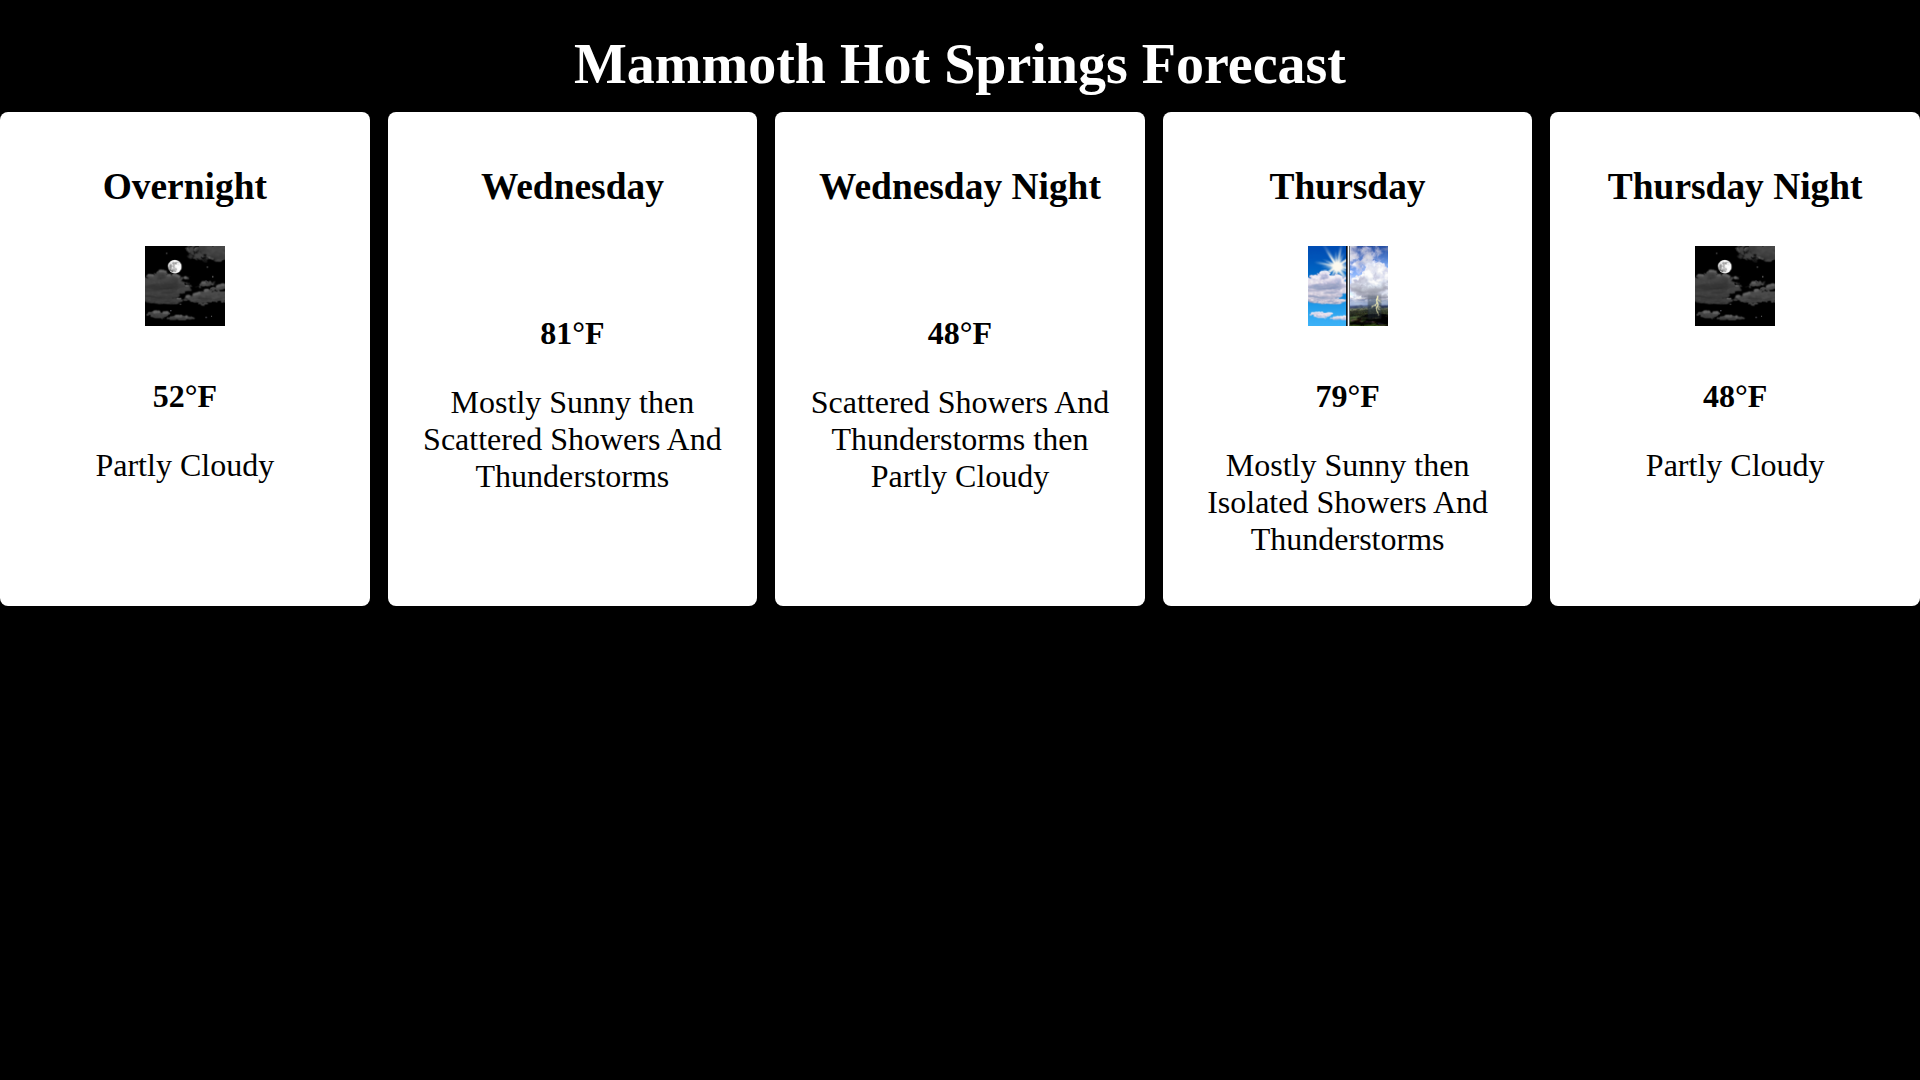 Mammoth Hot Springs Forecast
Overnight
52°F
Partly Cloudy
Wednesday
81°F
Mostly Sunny then
Scattered Showers And
Thunderstorms
Wednesday Night
48°F
Scattered Showers And
Thunderstorms then
Partly Cloudy
Thursday
79°F
Mostly Sunny then
Isolated Showers And
Thunderstorms
Thursday Night
48°F
Partly Cloudy